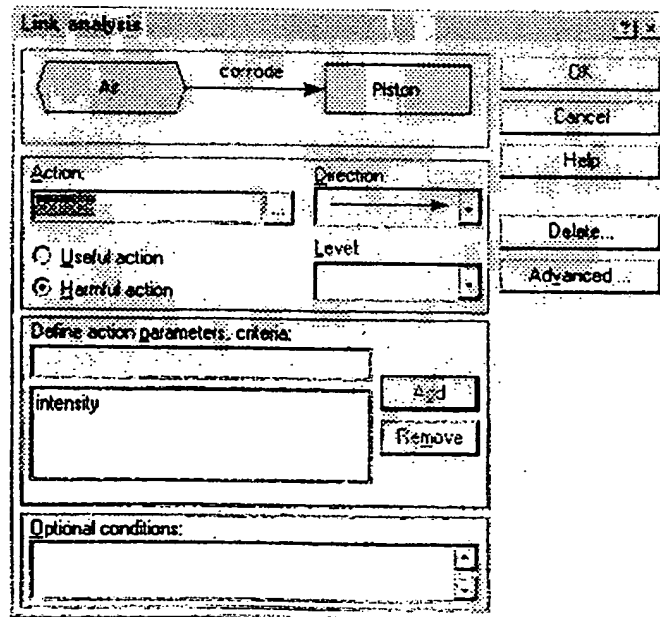 Link analysis
? ×
Air
corrode
Piston
OK
Cancel
Help
Action:
Direction:
...
Useful action
Level
Delete...
Harmful action
Advanced...
Define action parameters, criteria:
Add
intensity
Remove
Optional conditions: